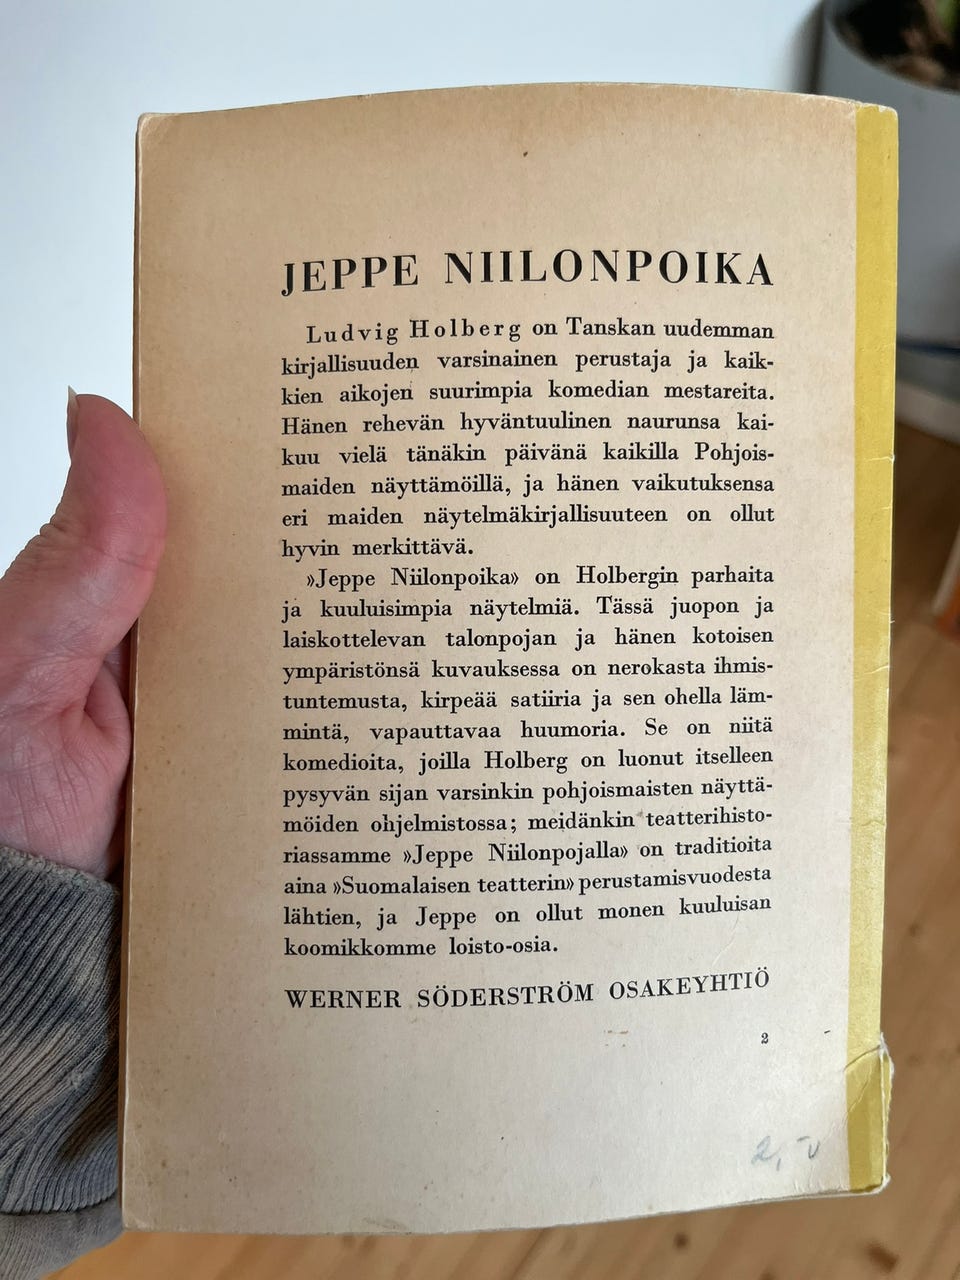 JEPPE NIILONPOIKA
Ludvig Holberg on Tanskan uudemman
kirjallisuuden varsinainen perustaja ja kaik-
kien aikojen suurimpia komedian mestareita.
Hänen rehevän hyväntuulinen naurunsa kai-
kuu vielä tänäkin päivänä kaikilla Pohjois-
maiden näyttämöillä, ja hänen vaikutuksensa
eri maiden näytelmäkirjallisuuteen on ollut
hyvin merkittävä.
»Jeppe Niilonpoika» on Holbergin parhaita
ja kuuluisimpia näytelmiä. Tässä juopon ja
laiskottelevan talonpojan ja hänen kotoisen
ympäristönsä kuvauksessa on nerokasta ihmis-
tuntemusta, kirpeää satiiria ja sen ohella läm-
mintä, vapauttavaa huumoria. Se on niitä
komedioita, joilla Holberg on luonut itselleen
pysyvän sijan varsinkin pohjoismaisten näyttä-
möiden ohjelmistossa; meidänkin teatterihisto-
riassamme »Jeppe Niilonpojalla» on traditioita
aina »Suomalaisen teatterin» perustamisvuodesta
lähtien, ja Jeppe on ollut monen kuuluisan
koomikkomme loisto-osia.
WERNER SÖDERSTRÖM OSAKEYHTIÖ
2